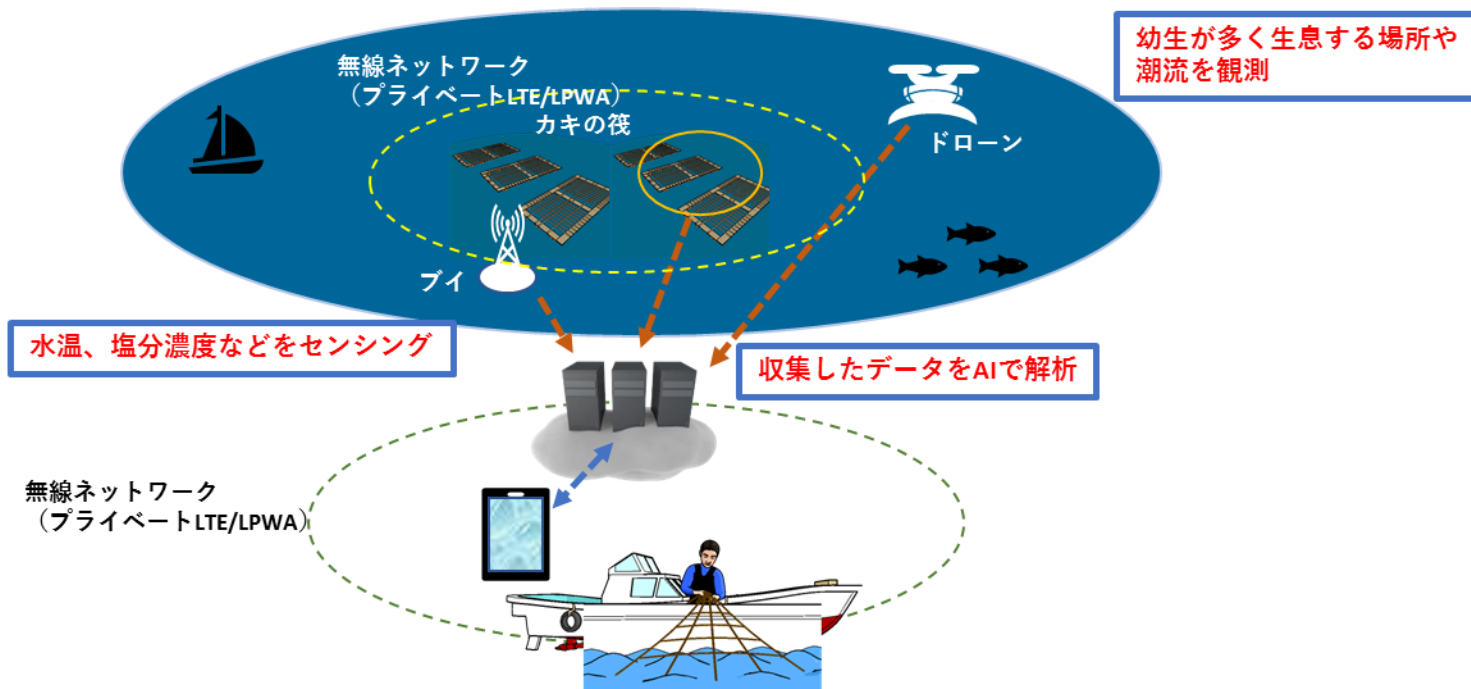 幼生が多く生息する場所や
潮流を観測
無線ネットワーク
（プライベートLTE/LPWA）
カキの筏
ドローン
ブイ
水温、塩分濃度などをセンシング
収集したデータをAIで解析
無線ネットワーク
（プライベートLTE/LPWA）